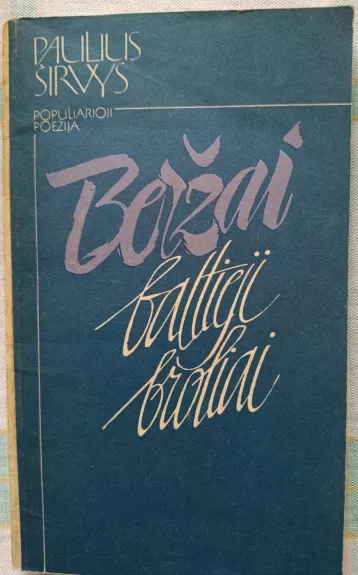 PAULIUS
ŠIRVYS
POPULIARIOJI
POEZIJA
Beržai
baltieji
broliai